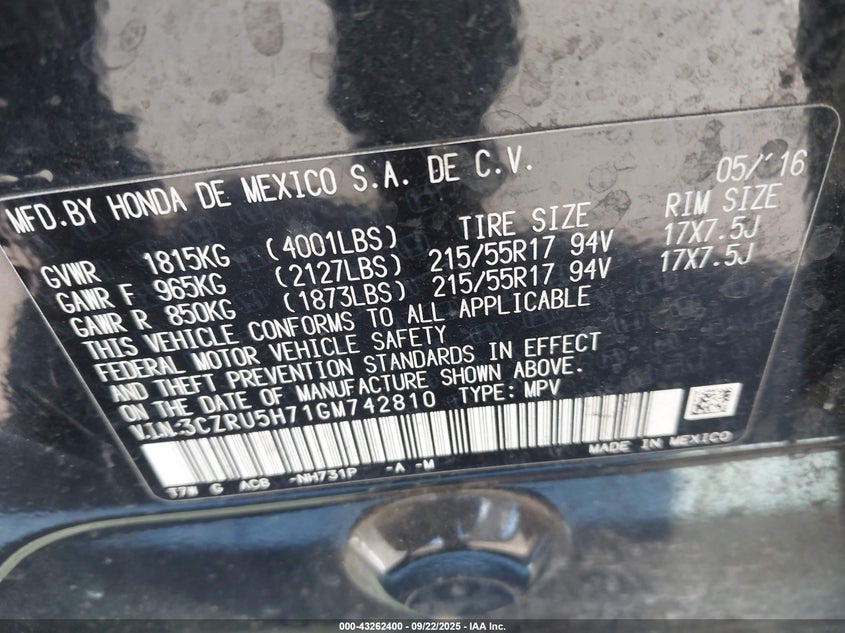 MFD.BY HONDA DE MEXICO S.A. DE C.V. 05/'16
TIRE SIZE RIM SIZE
GVWR 1815KG (4001LBS)
GAWR F 965KG (2127LBS) 215/55R17 94V 17X7.5J
GAWR R 850KG (1873LBS) 215/55R17 94V 17X7.5J
THIS VEHICLE CONFORMS TO ALL APPLICABLE
FEDERAL MOTOR VEHICLE SAFETY
AND THEFT PREVENTION STANDARDS IN EFFECT
ON THE DATE OF MANUFACTURE SHOWN ABOVE.
V.I.N:3CZRU5H71GM742810 TYPE: MPV
MADE IN MEXICO
T7W G AC8 -NH731P -A -M
000-43262400 - 09/22/2025 - IAA Inc.